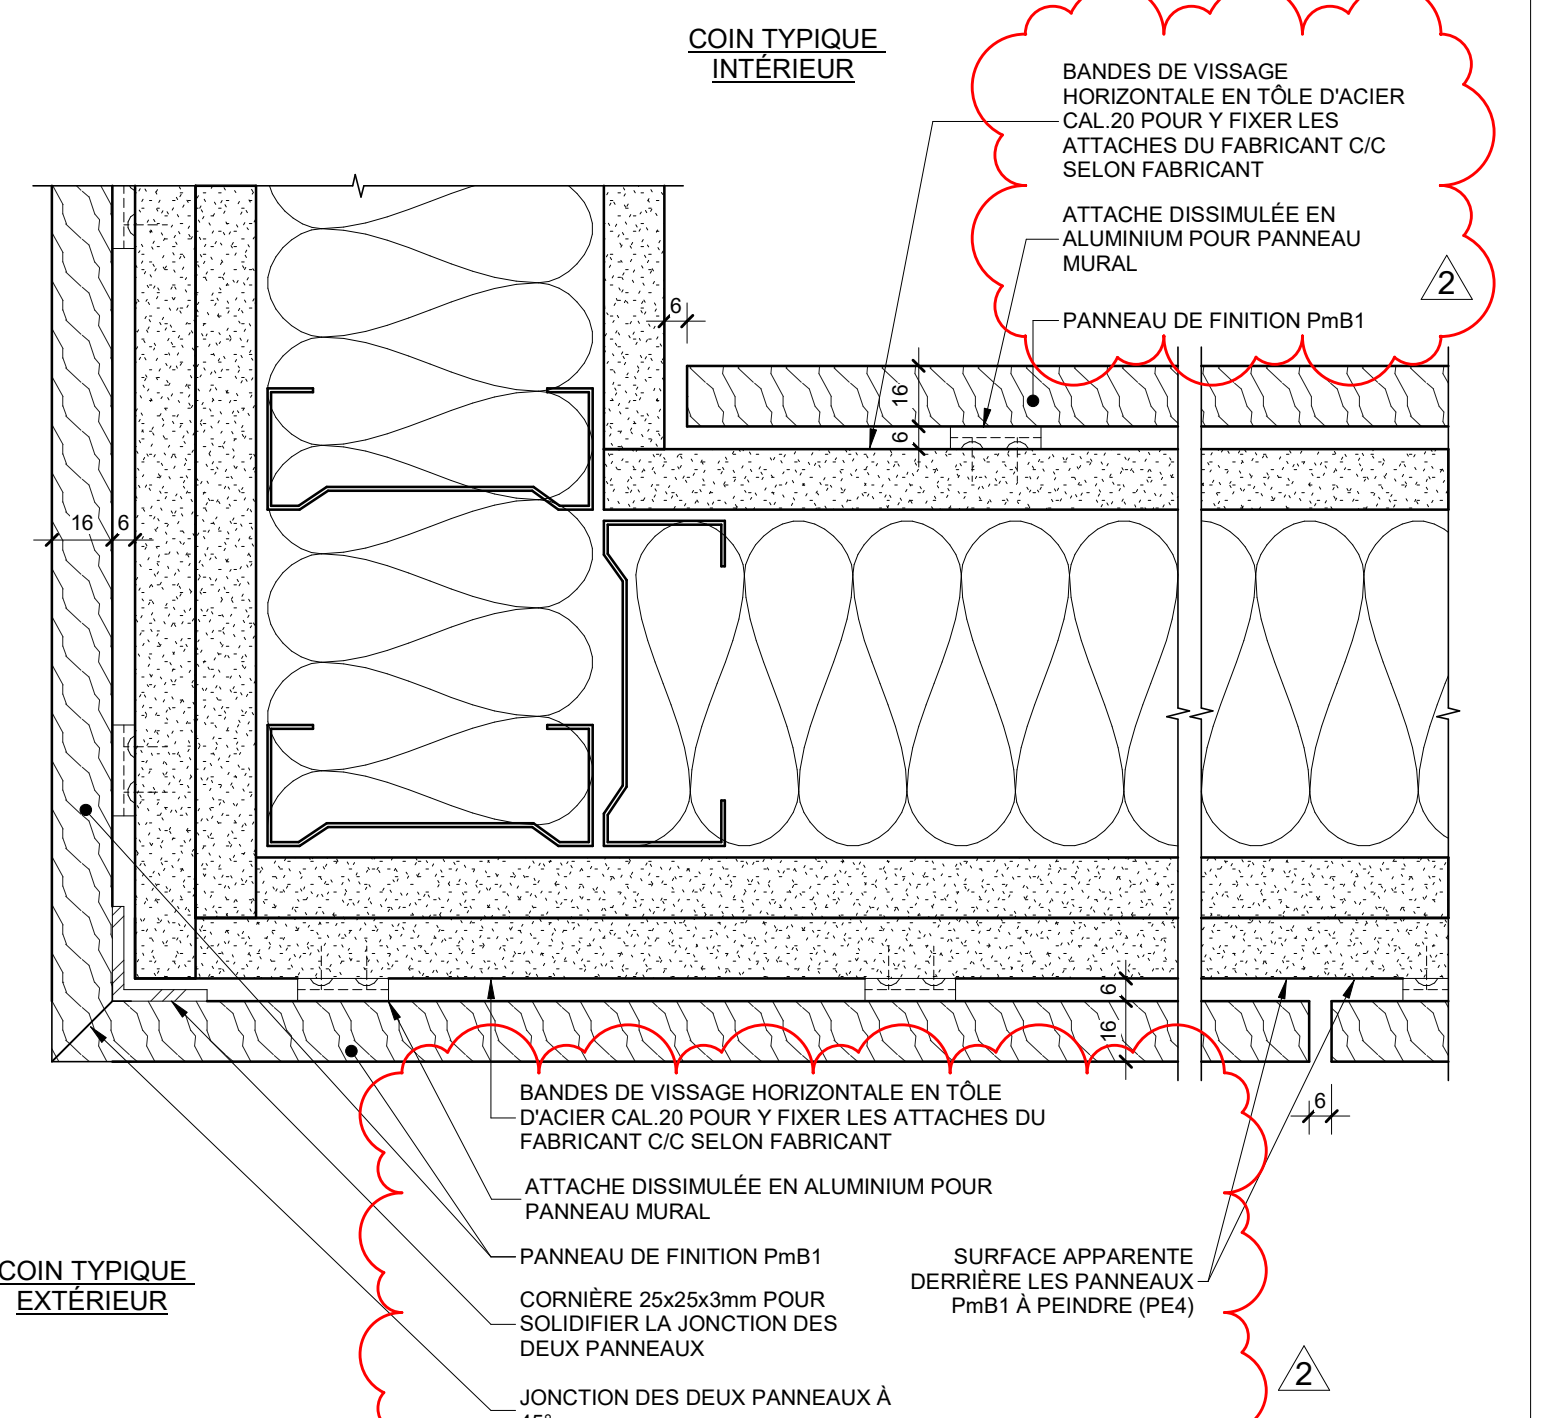 COIN TYPIQUE
INTÉRIEUR
BANDES DE VISSAGE
HORIZONTALE EN TÔLE D'ACIER
CAL.20 POUR Y FIXER LES
ATTACHES DU FABRICANT C/C
SELON FABRICANT
ATTACHE DISSIMULÉE EN
ALUMINIUM POUR PANNEAU
MURAL
2
PANNEAU DE FINITION PmB1
6
16
6
16 6
6
16
6
BANDES DE VISSAGE HORIZONTALE EN TÔLE
D'ACIER CAL.20 POUR Y FIXER LES ATTACHES DU
FABRICANT C/C SELON FABRICANT
ATTACHE DISSIMULÉE EN ALUMINIUM POUR
PANNEAU MURAL
PANNEAU DE FINITION PmB1
CORNIÈRE 25x25x3mm POUR
SOLIDIFIER LA JONCTION DES
DEUX PANNEAUX
JONCTION DES DEUX PANNEAUX À
SURFACE APPARENTE
DERRIÈRE LES PANNEAUX
PmB1 À PEINDRE (PE4)
COIN TYPIQUE
EXTÉRIEUR
2